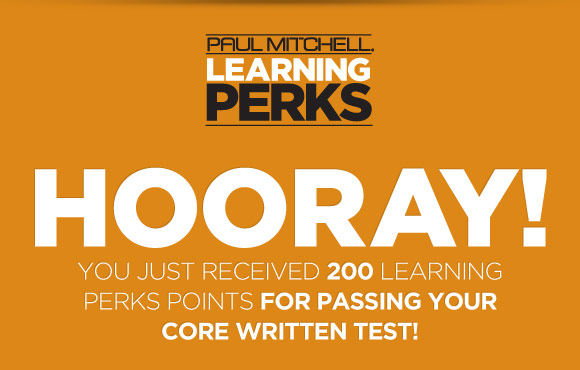 PAUL MITCHELL.
LEARNING
PERKS
HOORAY!
YOU JUST RECEIVED 200 LEARNING
PERKS POINTS FOR PASSING YOUR
CORE WRITTEN TEST!